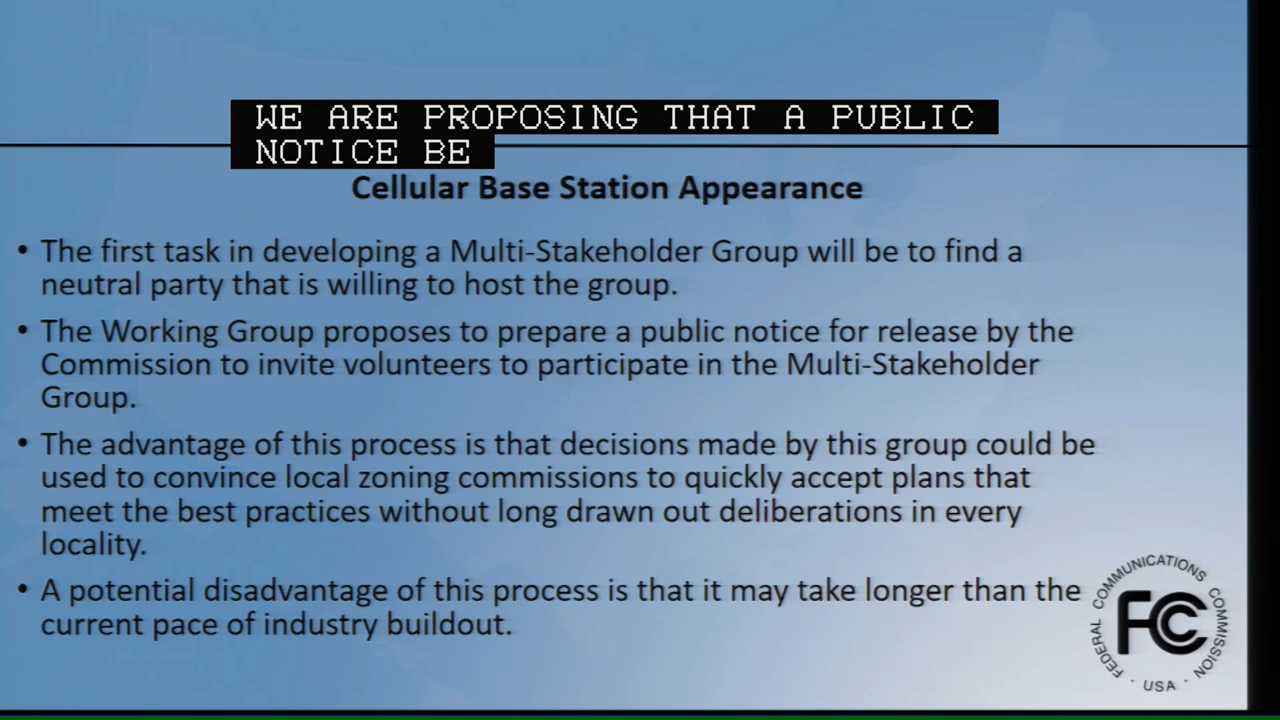 WE ARE PROPOSING THAT A PUBLIC
NOTICE BE
Cellular Base Station Appearance
• The first task in developing a Multi-Stakeholder Group will be to find a
neutral party that is willing to host the group.
• The Working Group proposes to prepare a public notice for release by the
Commission to invite volunteers to participate in the Multi-Stakeholder
Group.
• The advantage of this process is that decisions made by this group could be
used to convince local zoning commissions to quickly accept plans that
meet the best practices without long drawn out deliberations in every
locality.
• A potential disadvantage of this process is that it may take longer than the
current pace of industry buildout.
FEDERAL COMMUNICATIONS COMMISSION · USA ·
FCC